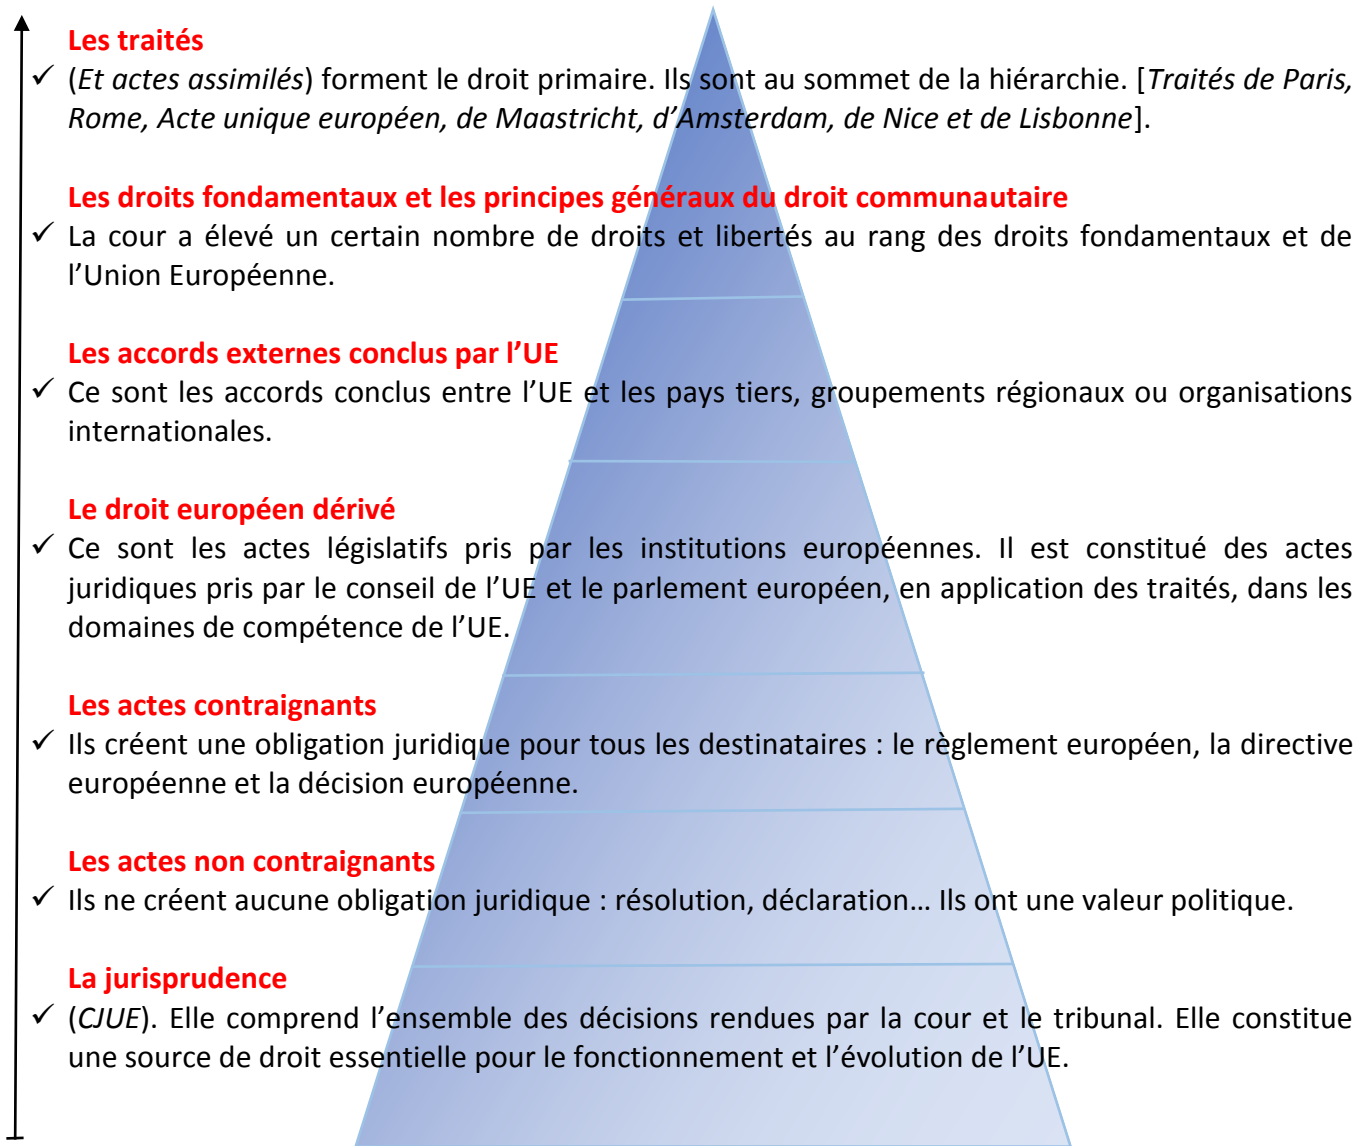 Les traités
✓ (Et actes assimilés) forment le droit primaire. Ils sont au sommet de la hiérarchie. [Traités de Paris,
Rome, Acte unique européen, de Maastricht, d’Amsterdam, de Nice et de Lisbonne].
Les droits fondamentaux et les principes généraux du droit communautaire
✓ La cour a élevé un certain nombre de droits et libertés au rang des droits fondamentaux et de
l’Union Européenne.
Les accords externes conclus par l’UE
✓ Ce sont les accords conclus entre l’UE et les pays tiers, groupements régionaux ou organisations
internationales.
Le droit européen dérivé
✓ Ce sont les actes législatifs pris par les institutions européennes. Il est constitué des actes
juridiques pris par le conseil de l’UE et le parlement européen, en application des traités, dans les
domaines de compétence de l’UE.
Les actes contraignants
✓ Ils créent une obligation juridique pour tous les destinataires : le règlement européen, la directive
européenne et la décision européenne.
Les actes non contraignants
✓ Ils ne créent aucune obligation juridique : résolution, déclaration… Ils ont une valeur politique.
La jurisprudence
✓ (CJUE). Elle comprend l’ensemble des décisions rendues par la cour et le tribunal. Elle constitue
une source de droit essentielle pour le fonctionnement et l’évolution de l’UE.